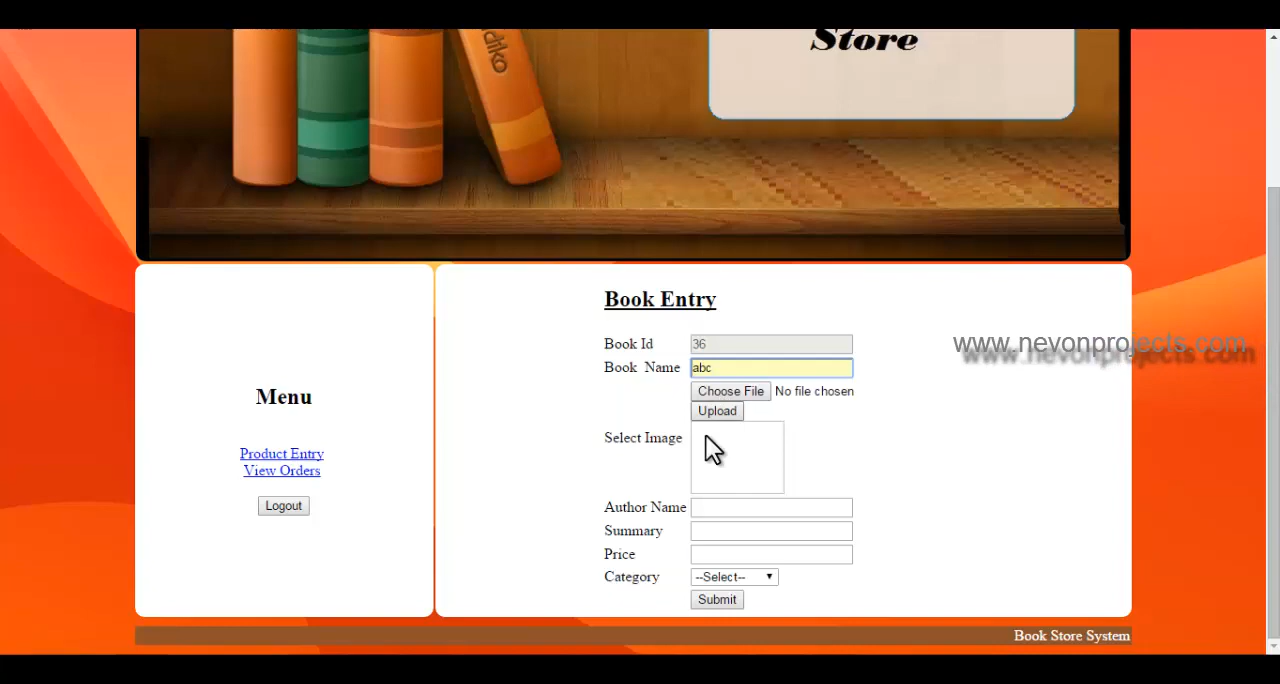 Store
Book Entry
Book Id 36
www.nevonprojects.com
Book Name abc
Choose File No file chosen
Upload
Select Image
Author Name
Summary
Price
Category --Select--
Submit
Menu
Product Entry
View Orders
Logout
Book Store System